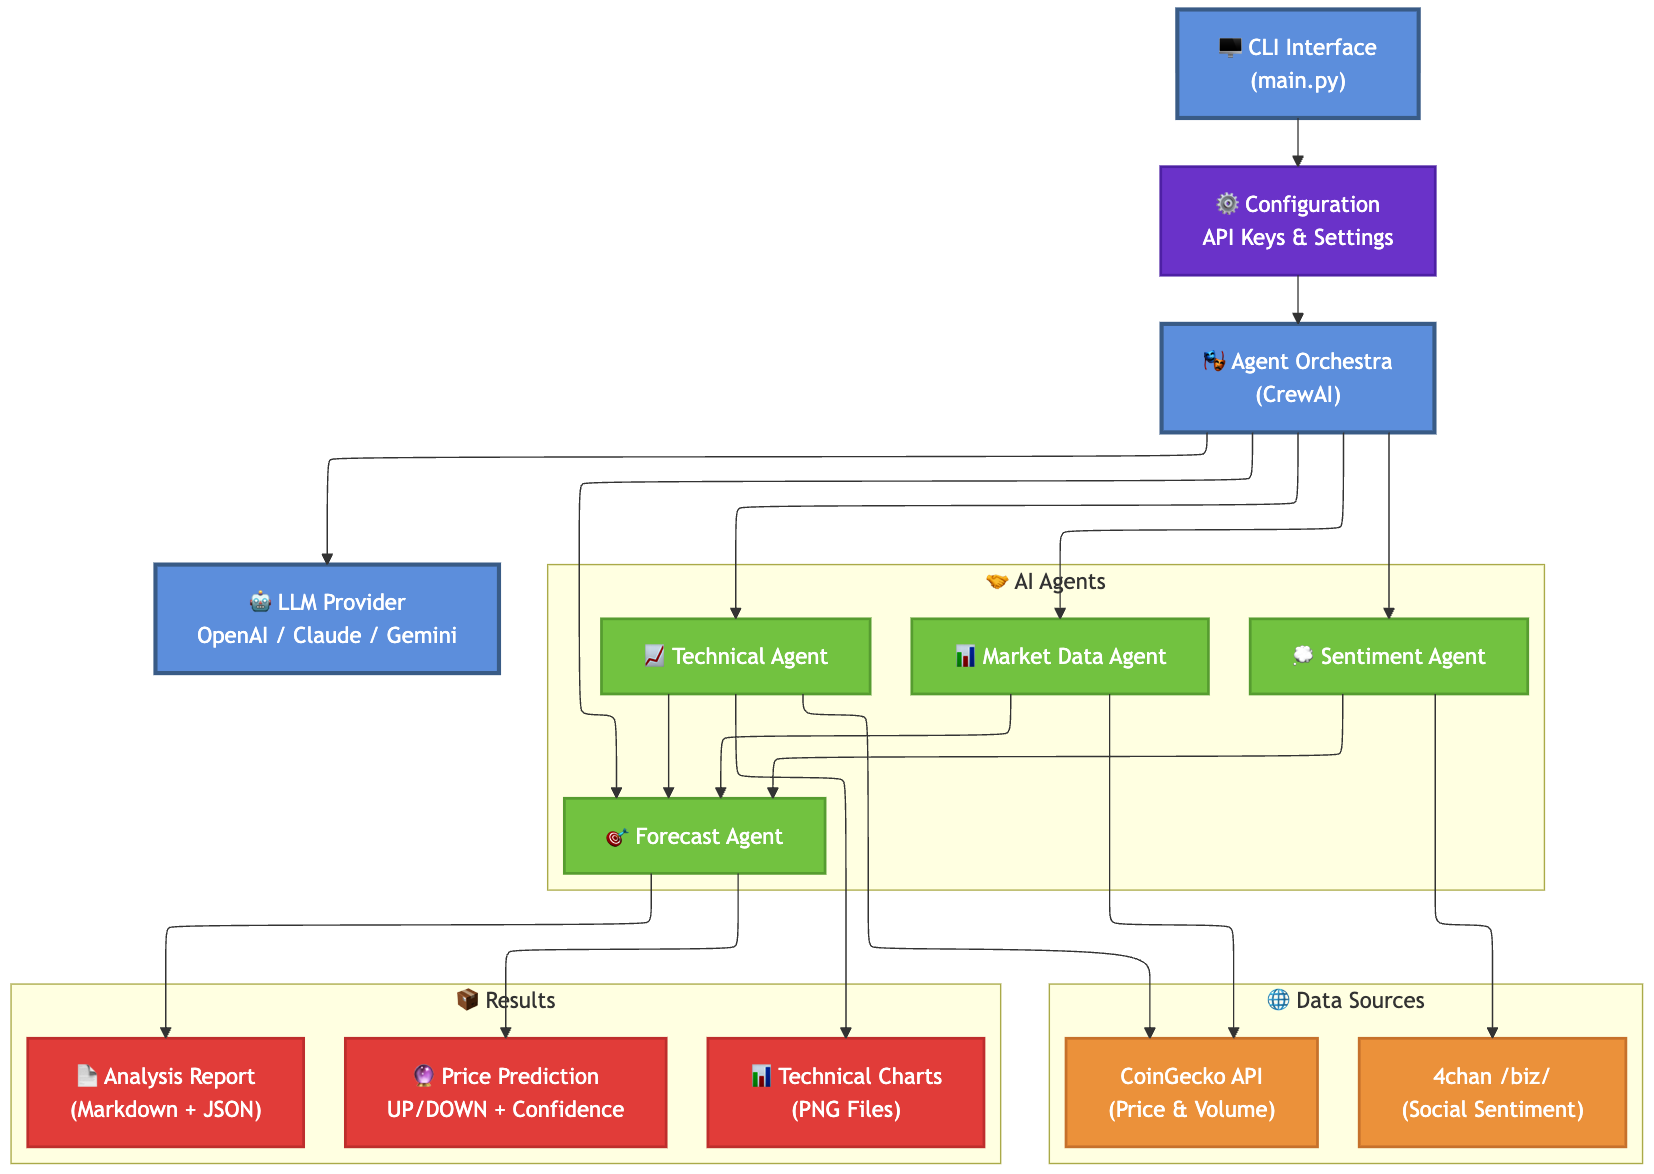 🖥️ CLI Interface
(main.py)
⚙️ Configuration
API Keys & Settings
🎭 Agent Orchestra
(CrewAI)
🤖 LLM Provider
OpenAI / Claude / Gemini
🤝 AI Agents
📈 Technical Agent
📊 Market Data Agent
💭 Sentiment Agent
🎯 Forecast Agent
📦 Results
📄 Analysis Report
(Markdown + JSON)
🔮 Price Prediction
UP/DOWN + Confidence
📊 Technical Charts
(PNG Files)
🌐 Data Sources
CoinGecko API
(Price & Volume)
4chan /biz/
(Social Sentiment)